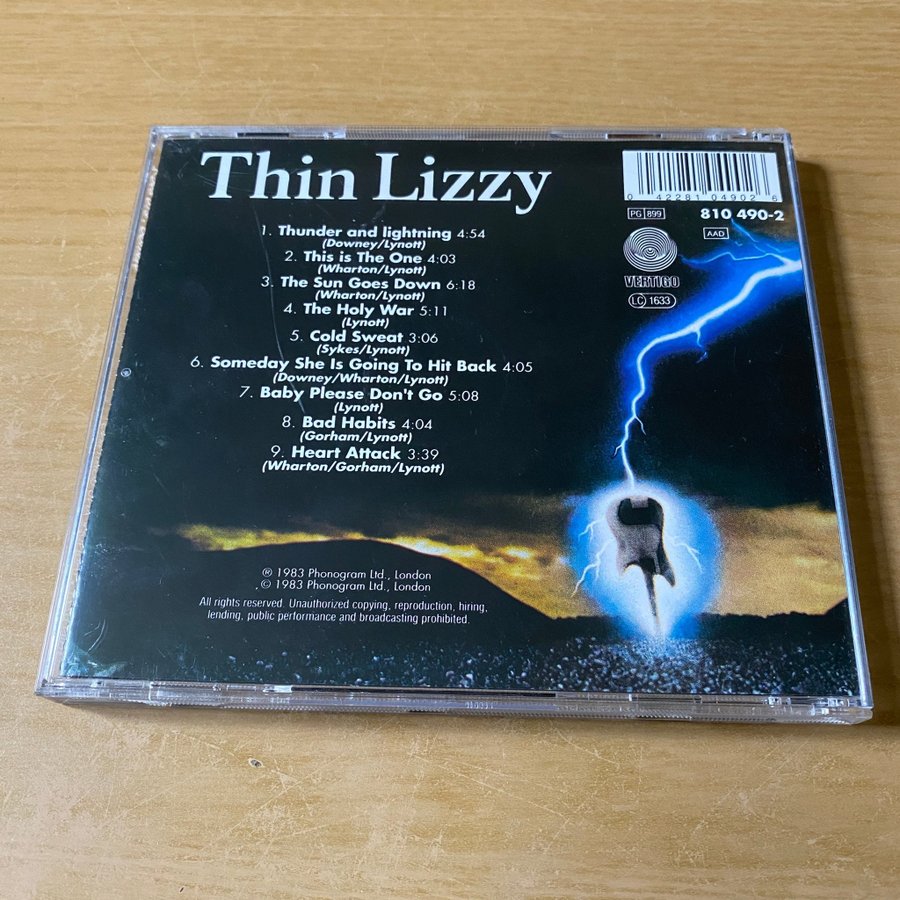 Thin Lizzy
0 42281 04902 6
PG 899
810 490-2
AAD
VERTIGO
LC 1633
1. Thunder and lightning 4:54
(Downey/Lynott)
2. This is The One 4:03
(Wharton/Lynott)
3. The Sun Goes Down 6:18
(Wharton/Lynott)
4. The Holy War 5:11
(Lynott)
5. Cold Sweat 3:06
(Sykes/Lynott)
6. Someday She Is Going To Hit Back 4:05
(Downey/Wharton/Lynott)
7. Baby Please Don't Go 5:08
(Lynott)
8. Bad Habits 4:04
(Gorham/Lynott)
9. Heart Attack 3:39
(Wharton/Gorham/Lynott)
℗ 1983 Phonogram Ltd., London
© 1983 Phonogram Ltd., London
All rights reserved. Unauthorized copying, reproduction, hiring,
lending, public performance and broadcasting prohibited.